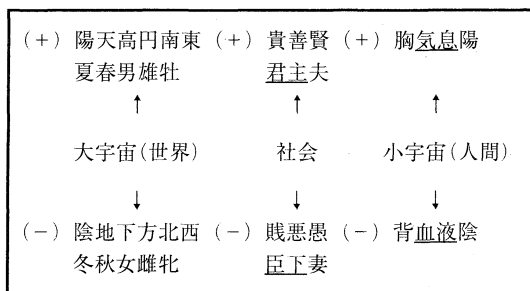 (+) 陽天高円南東 (+) 貴善賢 (+) 胸気息陽
夏春男雄牡 君主夫
↑ ↑ ↑
大宇宙(世界) 社会 小宇宙(人間)
↓ ↓ ↓
(−) 陰地下方北西 (−) 賎悪愚 (−) 背血液陰
冬秋女雌牝 臣下妻